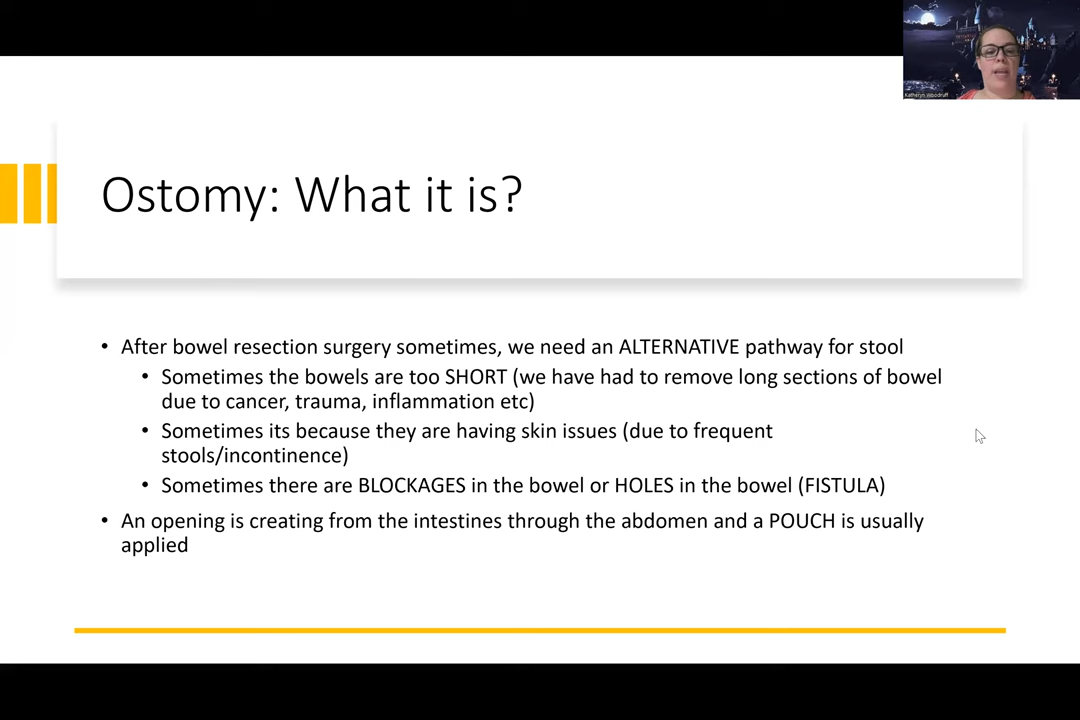 Katheryn Woodruff
Ostomy: What it is?
• After bowel resection surgery sometimes, we need an ALTERNATIVE pathway for stool
• Sometimes the bowels are too SHORT (we have had to remove long sections of bowel
due to cancer, trauma, inflammation etc)
• Sometimes its because they are having skin issues (due to frequent
stools/incontinence)
• Sometimes there are BLOCKAGES in the bowel or HOLES in the bowel (FISTULA)
• An opening is creating from the intestines through the abdomen and a POUCH is usually
applied